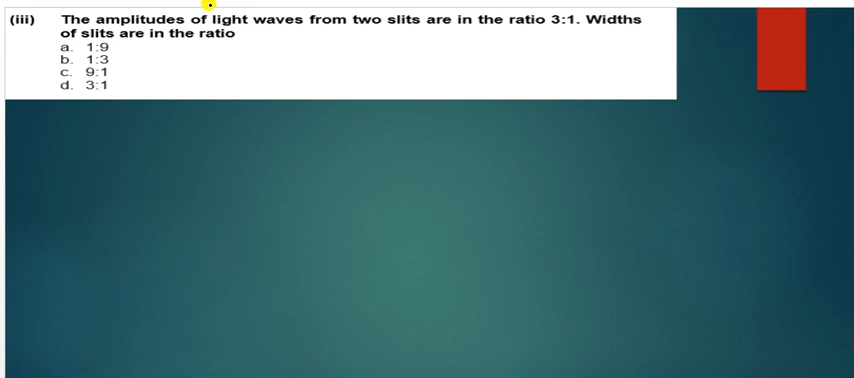 (iii) The amplitudes of light waves from two slits are in the ratio 3:1. Widths
of slits are in the ratio
a. 1:9
b. 1:3
c. 9:1
d. 3:1